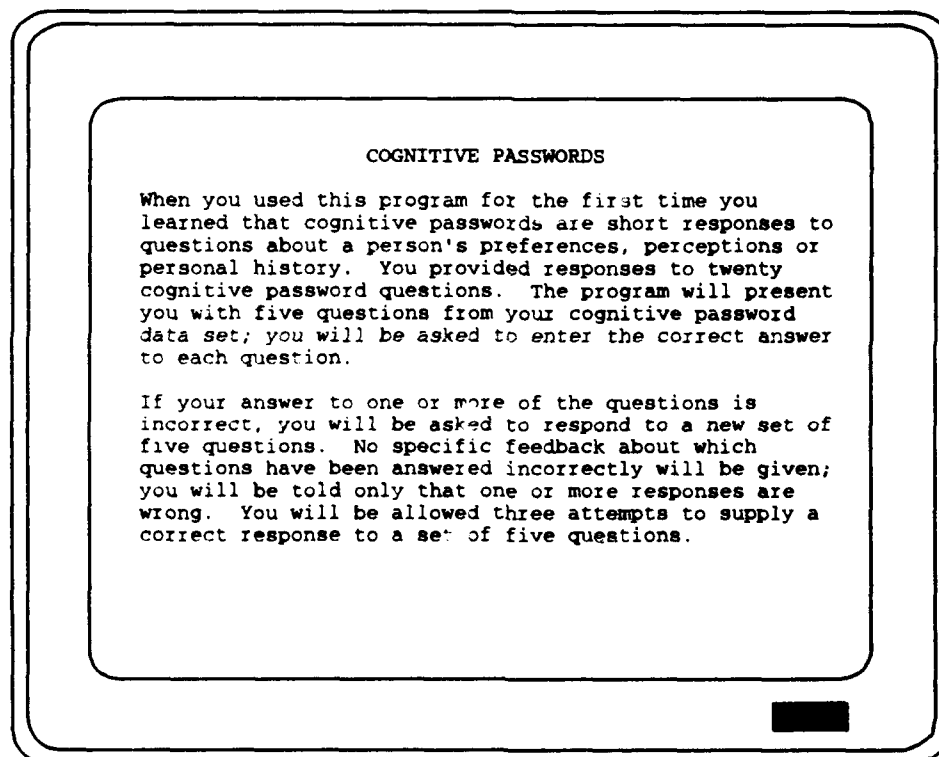 COGNITIVE PASSWORDS
When you used this program for the first time you
learned that cognitive passwords are short responses to
questions about a person's preferences, perceptions or
personal history. You provided responses to twenty
cognitive password questions. The program will present
you with five questions from your cognitive password
data set; you will be asked to enter the correct answer
to each question.
If your answer to one or more of the questions is
incorrect, you will be asked to respond to a new set of
five questions. No specific feedback about which
questions have been answered incorrectly will be given;
you will be told only that one or more responses are
wrong. You will be allowed three attempts to supply a
correct response to a set of five questions.